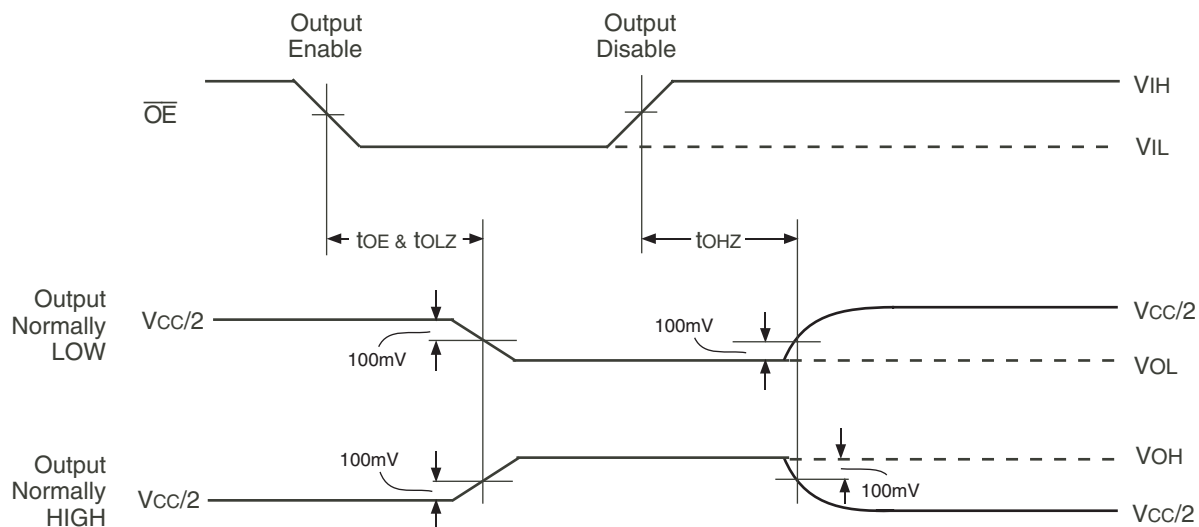 Output
Enable
Output
Disable
OE
VIH
VIL
tOE & tOLZ
tOHZ
Output
Normally
LOW
VCC/2
100mV
100mV
VCC/2
VOL
Output
Normally
HIGH
VCC/2
100mV
100mV
VOH
VCC/2